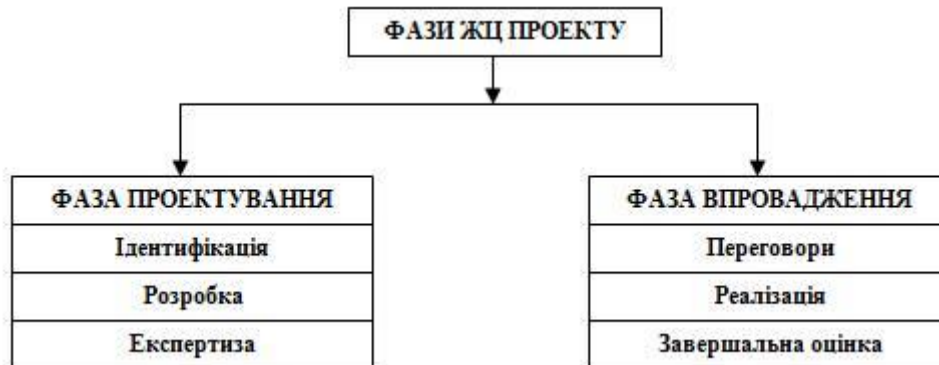 ФАЗИ ЖЦ ПРОЕКТУ
ФАЗА ПРОЕКТУВАННЯ
Ідентифікація
Розробка
Експертиза
ФАЗА ВПРОВАДЖЕННЯ
Переговори
Реалізація
Завершальна оцінка